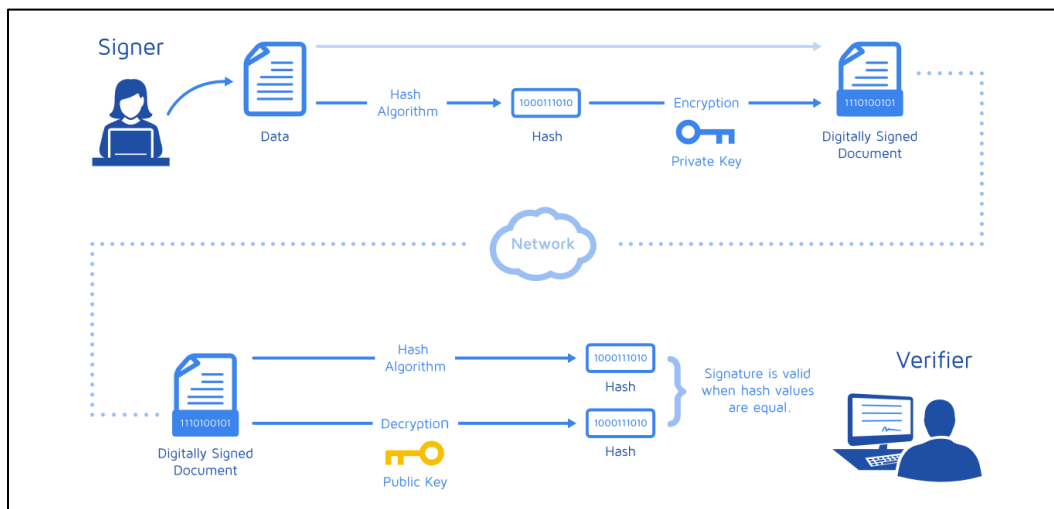 Signer
1000111010
1110100101
Data
Hash
Algorithm
Hash
Encryption
Private Key
Digitally Signed
Document
Network
1110100101
Digitally Signed
Document
Hash
Algorithm
1000111010
Hash
Decryption
Public Key
1000111010
Hash
Signature is valid
when hash values
are equal.
Verifier